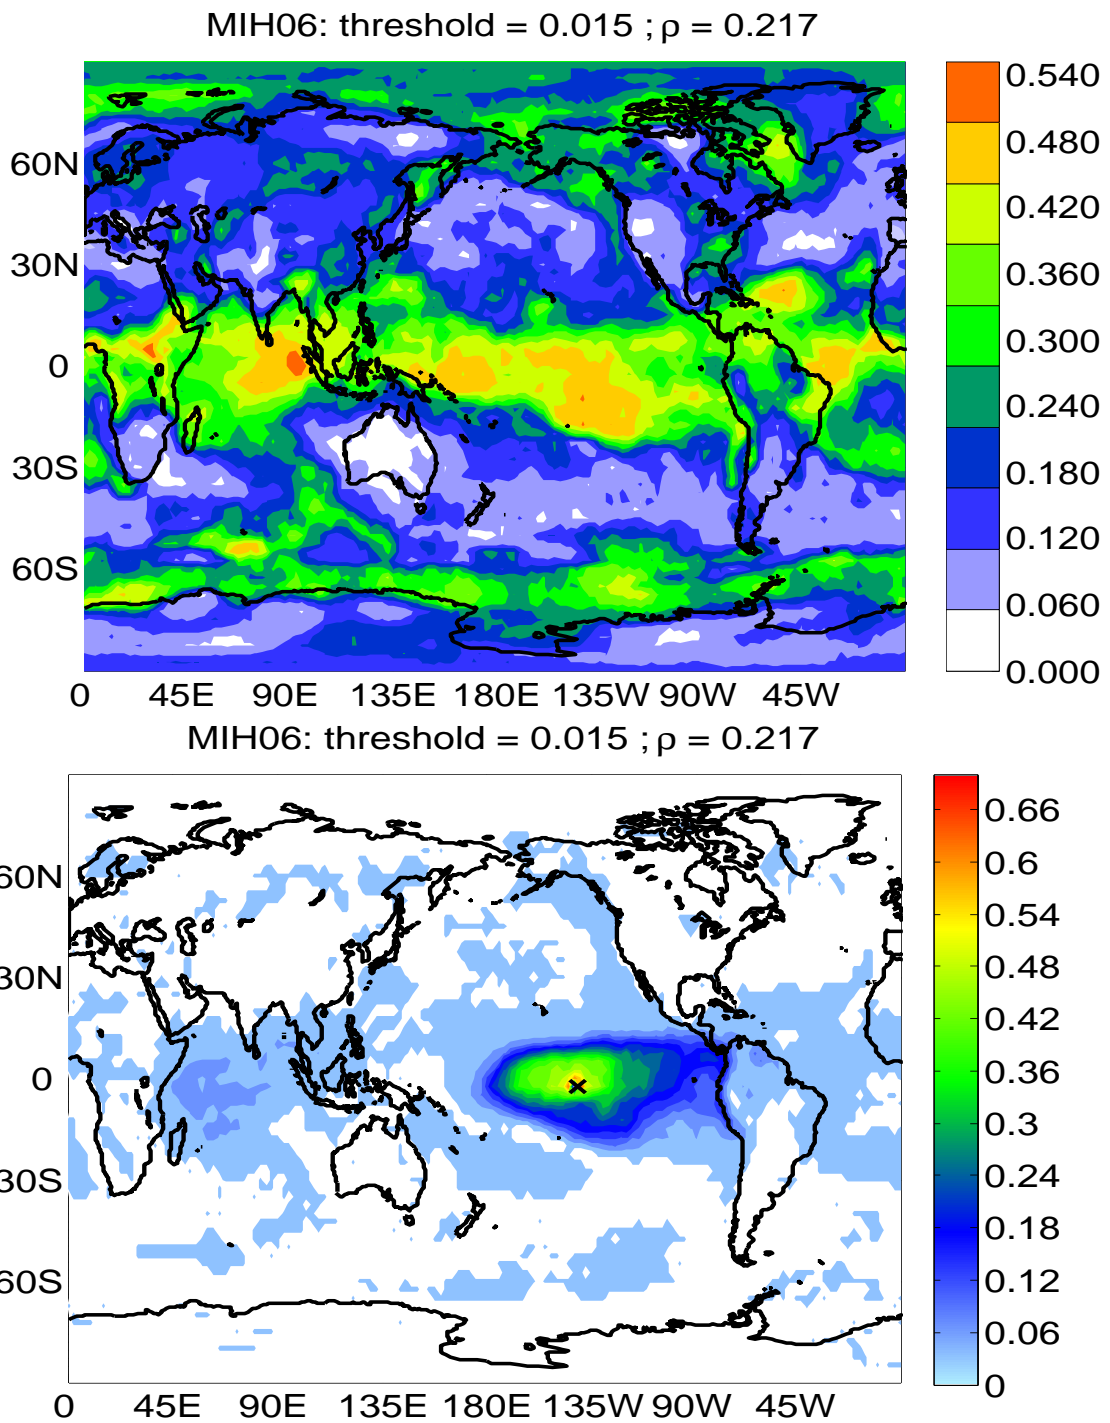 MIH06: threshold = 0.015 ; ρ = 0.217
0.540
0.480
0.420
0.360
0.300
0.240
0.180
0.120
0.060
0.000
60N
30N
0
30S
60S
0 45E 90E 135E 180E 135W 90W 45W
MIH06: threshold = 0.015 ; ρ = 0.217
0.66
0.6
0.54
0.48
0.42
0.36
0.3
0.24
0.18
0.12
0.06
0
60N
30N
0
30S
60S
0 45E 90E 135E 180E 135W 90W 45W